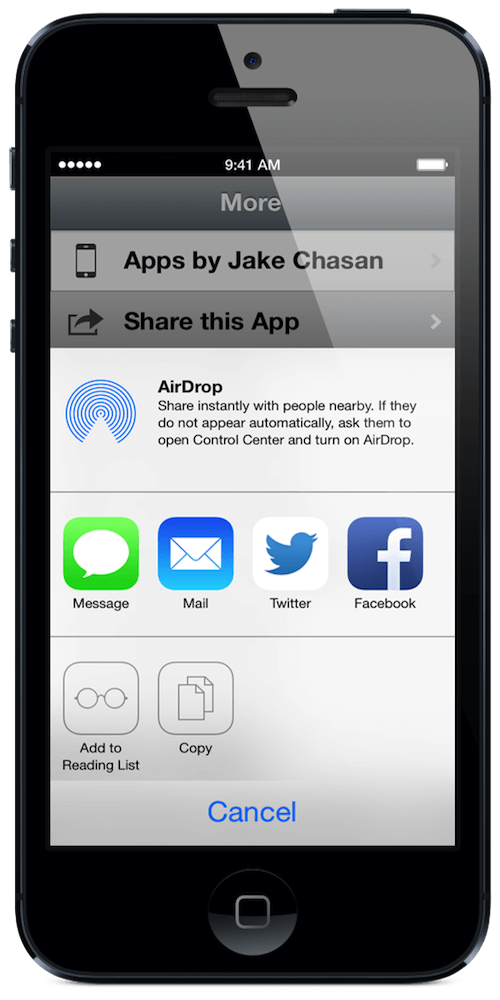 9:41 AM
More
Apps by Jake Chasan
Share this App
AirDrop
Share instantly with people nearby. If they
do not appear automatically, ask them to
open Control Center and turn on AirDrop.
Message Mail Twitter Facebook
Add to
Reading List
Copy
Cancel